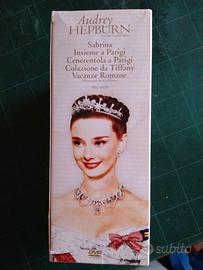 Audrey
HEPBURN
Sabrina
Insieme a Parigi
Cenerentola a Parigi
Colazione da Tiffany
Vacanze Romane
DVD
subito